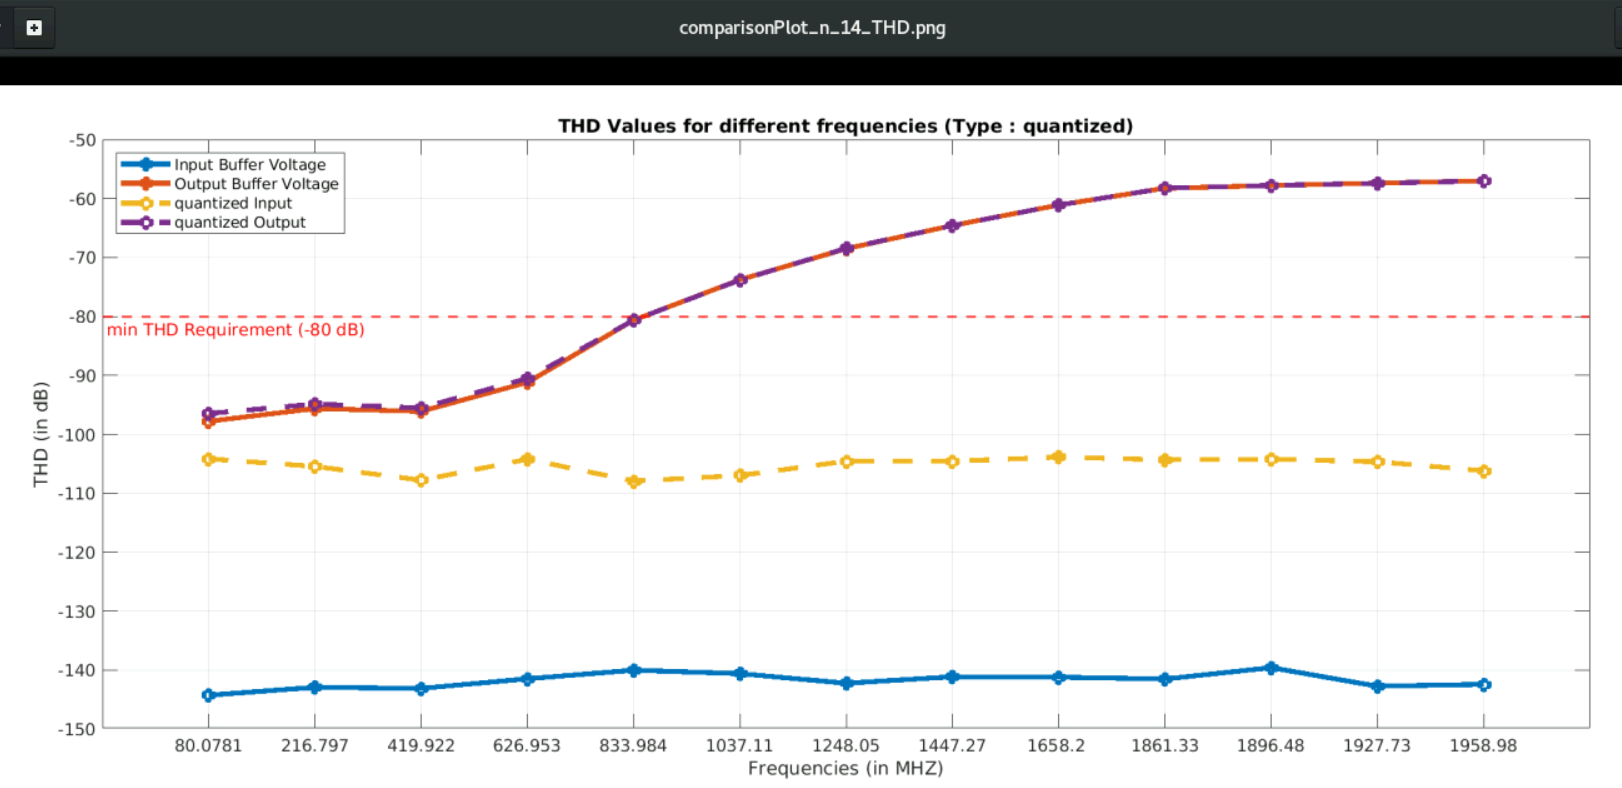 comparisonPlot_n_14_THD.png
THD Values for different frequencies (Type : quantized)
-50
-60
-70
-80
-90
-100
-110
-120
-130
-140
-150
Input Buffer Voltage
Output Buffer Voltage
quantized Input
quantized Output
min THD Requirement (-80 dB)
THD (in dB)
80.0781 216.797 419.922 626.953 833.984 1037.11 1248.05 1447.27 1658.2 1861.33 1896.48 1927.73 1958.98
Frequencies (in MHZ)